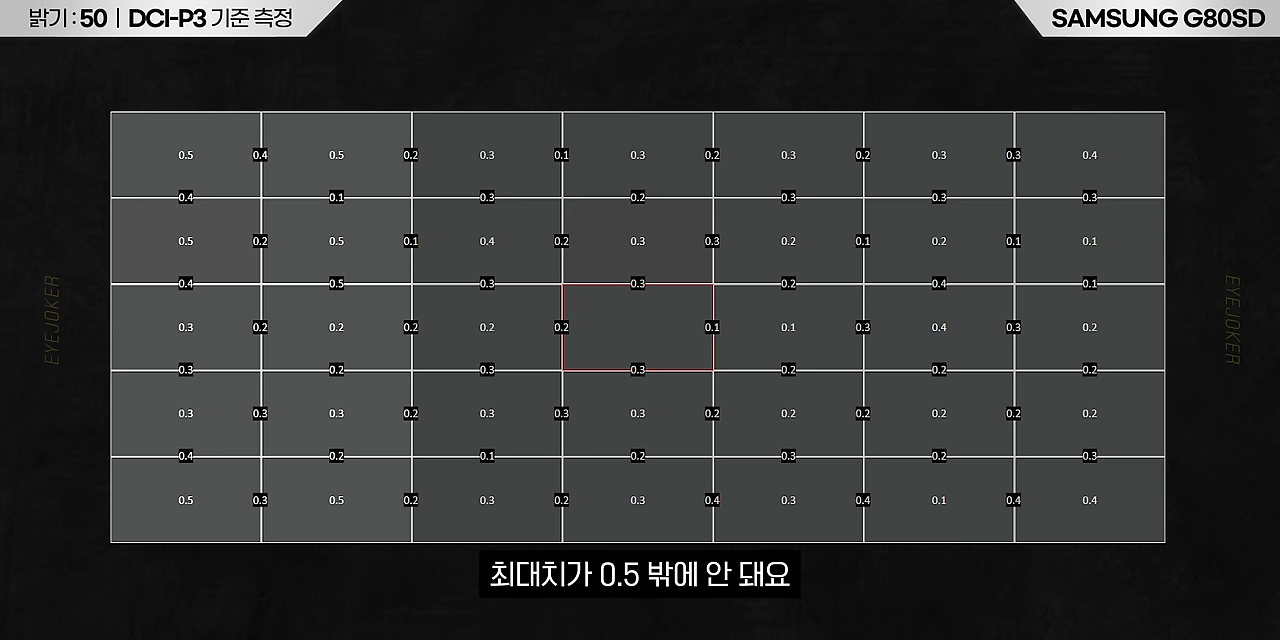 밝기 : 50 | DCI-P3 기준 측정
SAMSUNG G80SD
0.5 0.4 0.5 0.2 0.3 0.1 0.3 0.2 0.3 0.2 0.3 0.3 0.4
0.4 0.1 0.3 0.2 0.3 0.3 0.3
0.5 0.2 0.5 0.1 0.4 0.2 0.3 0.3 0.2 0.1 0.2 0.1 0.1
0.4 0.5 0.3 0.3 0.2 0.4 0.1
0.3 0.2 0.2 0.2 0.2 0.2 0.1 0.1 0.3 0.4 0.3 0.2
0.3 0.2 0.3 0.3 0.2 0.2 0.2
0.3 0.3 0.3 0.2 0.3 0.3 0.3 0.2 0.2 0.2 0.2 0.2 0.2
0.4 0.2 0.1 0.2 0.3 0.2 0.3
0.5 0.3 0.5 0.2 0.3 0.2 0.3 0.4 0.3 0.4 0.1 0.4 0.4
EYEJOKER
EYEJOKER
최대치가 0.5 밖에 안 돼요